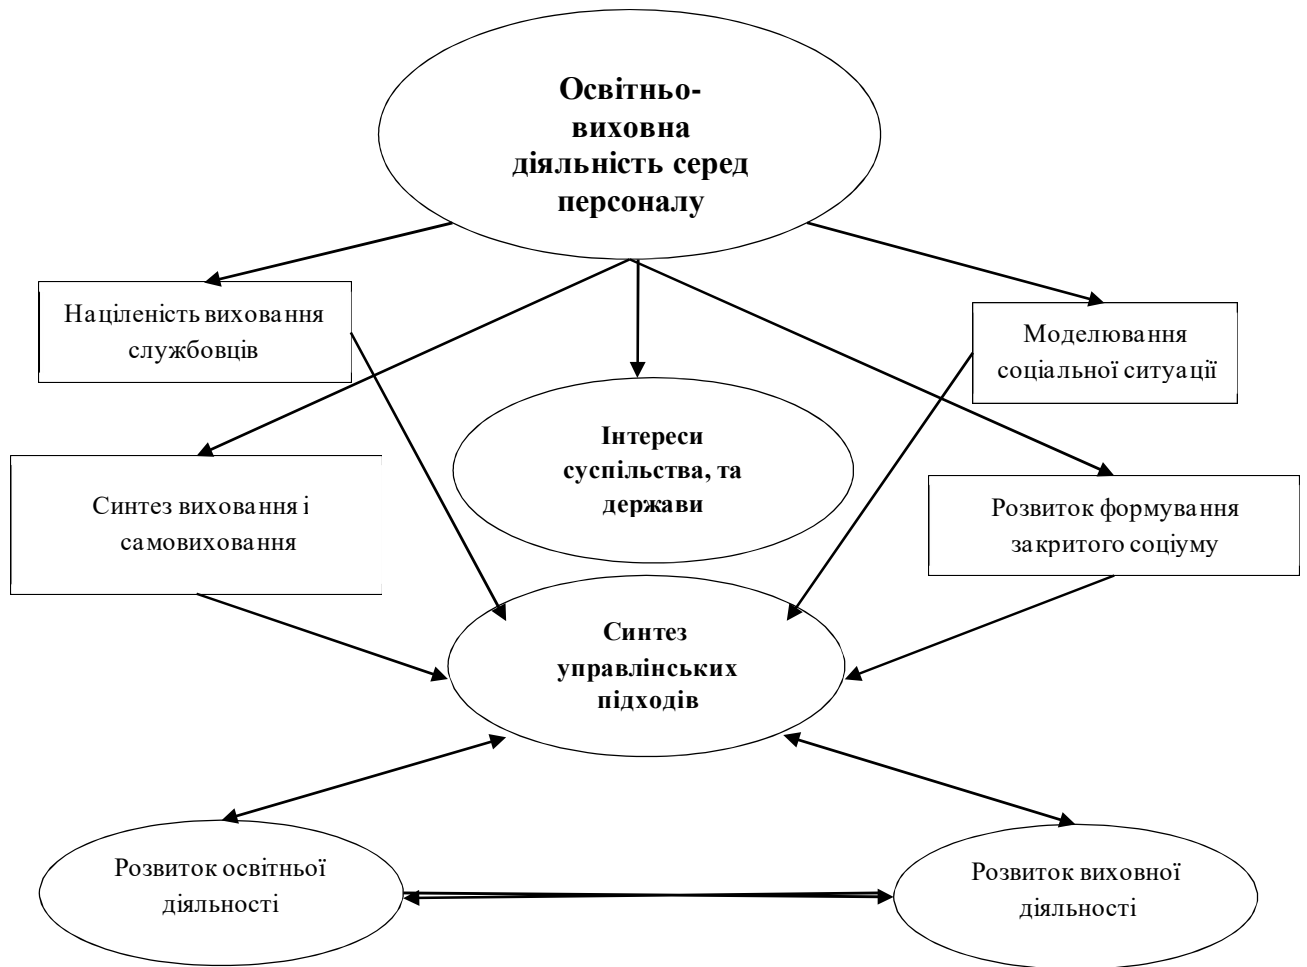 Освітньо-
виховна
діяльність серед
персоналу
Націленість виховання
службовців
Моделювання
соціальної ситуації
Інтереси
суспільства, та
держави
Синтез виховання і
самовиховання
Розвиток формування
закритого соціуму
Синтез
управлінських
підходів
Розвиток освітньої
діяльності
Розвиток виховної
діяльності